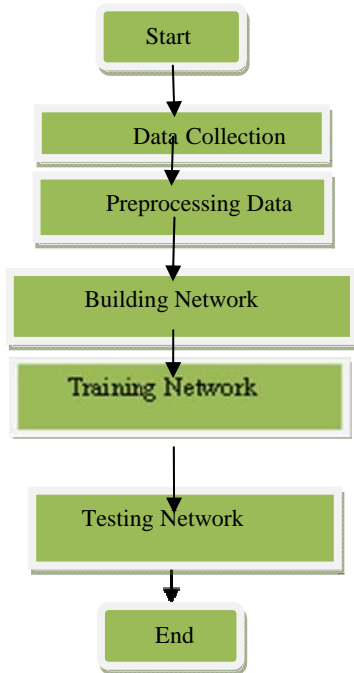 Start
Data Collection
Preprocessing Data
Building Network
Training Network
Testing Network
End